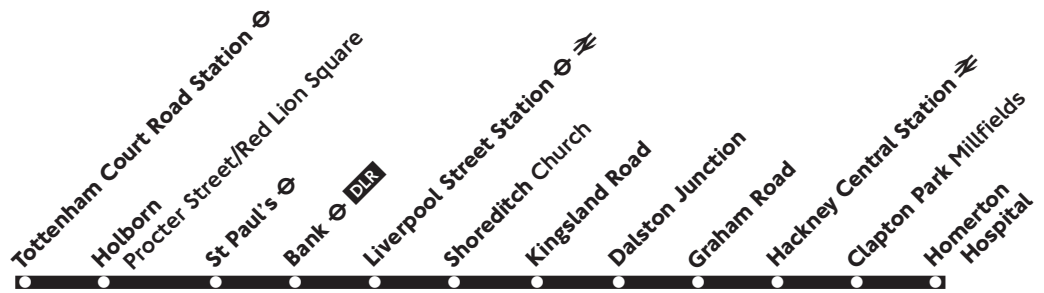 Tottenham Court Road Station
Holborn
Procter Street/Red Lion Square
St Paul's
Bank DLR
Liverpool Street Station
Shoreditch Church
Kingsland Road
Dalston Junction
Graham Road
Hackney Central Station
Clapton Park Millfields
Homerton
Hospital